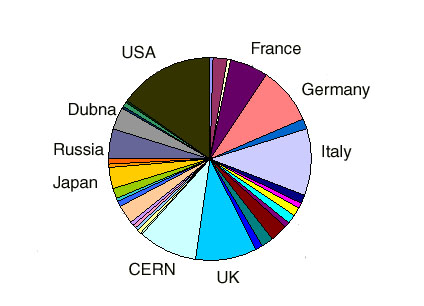 USA
France
Germany
Dubna
Italy
Russia
Japan
CERN
UK